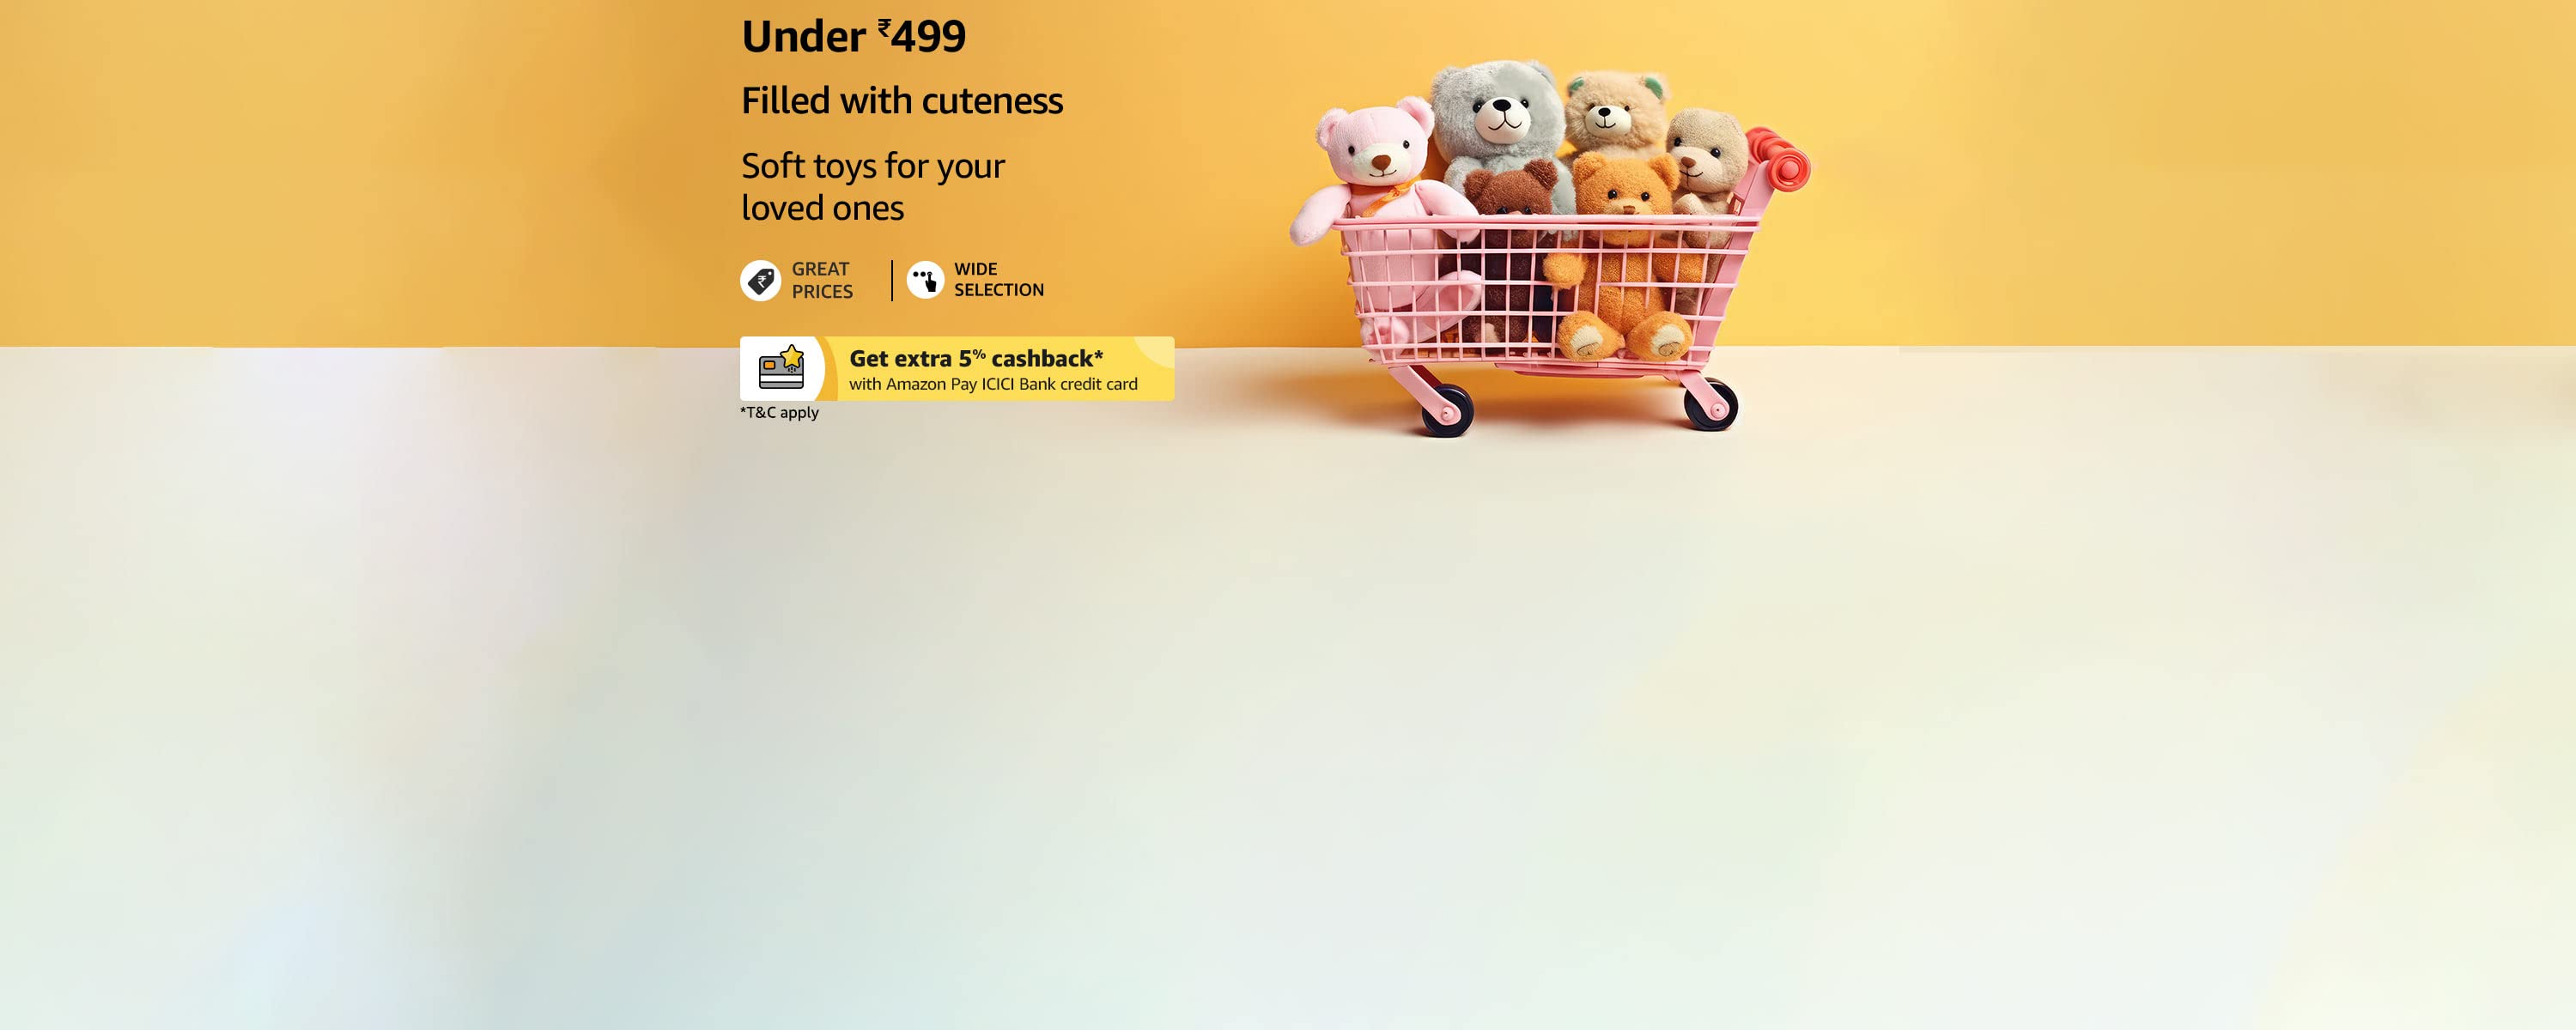 Under ₹499
Filled with cuteness
Soft toys for your
loved ones
GREAT
PRICES
WIDE
SELECTION
Get extra 5% cashback*
with Amazon Pay ICICI Bank credit card
*T&C apply